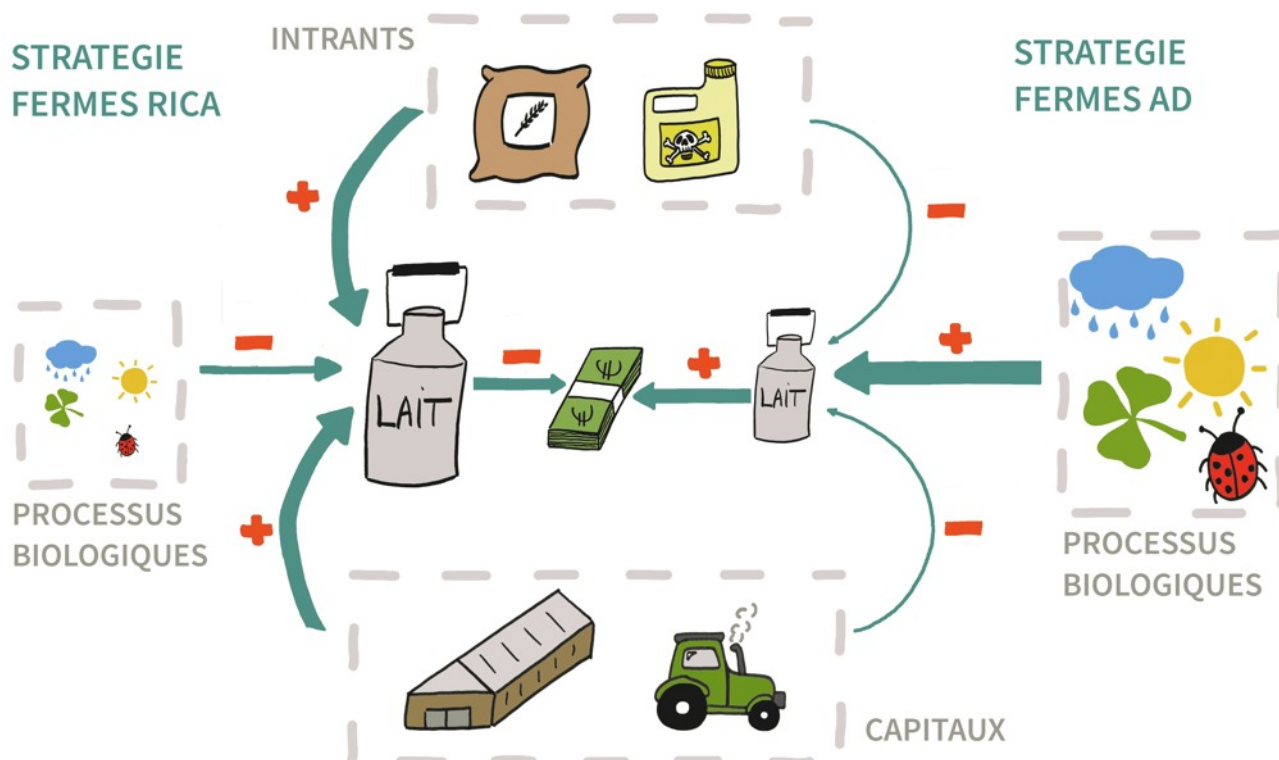 STRATEGIE
FERMES RICA
INTRANTS
STRATEGIE
FERMES AD
LAIT
LAIT
PROCESSUS
BIOLOGIQUES
PROCESSUS
BIOLOGIQUES
CAPITAUX